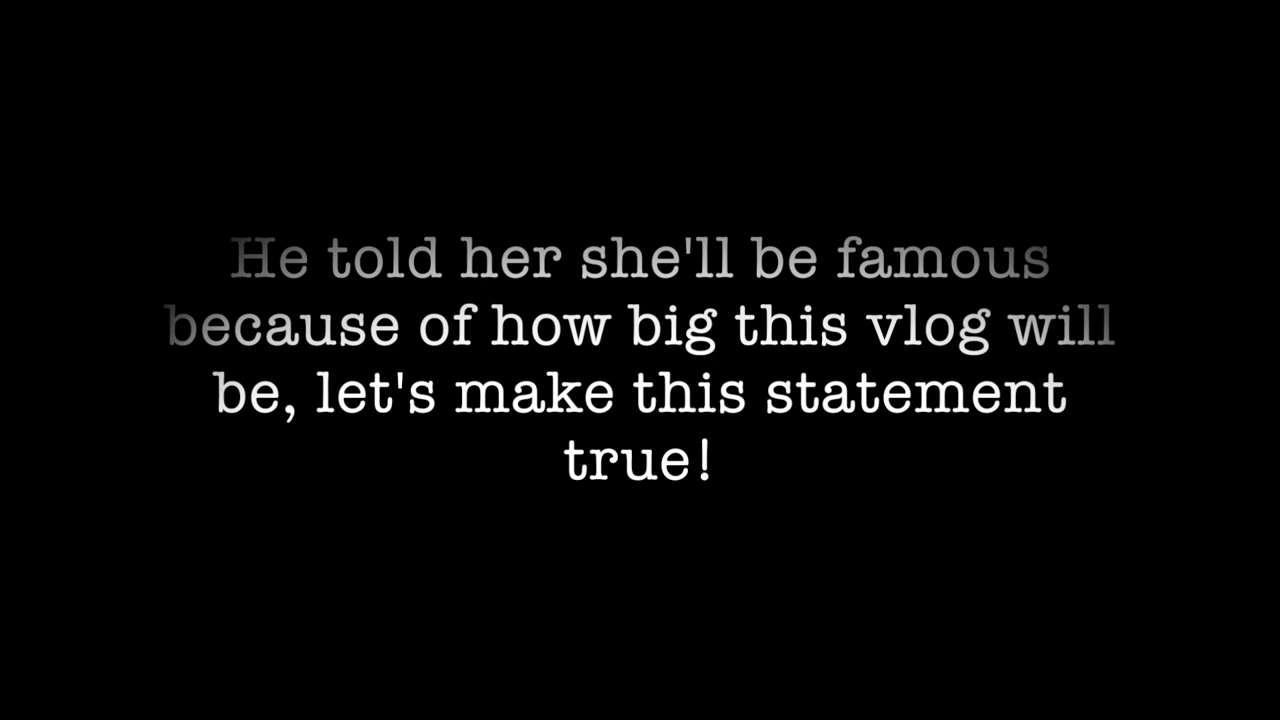 He told her she'll be famous
because of how big this vlog will
be, let's make this statement
true!